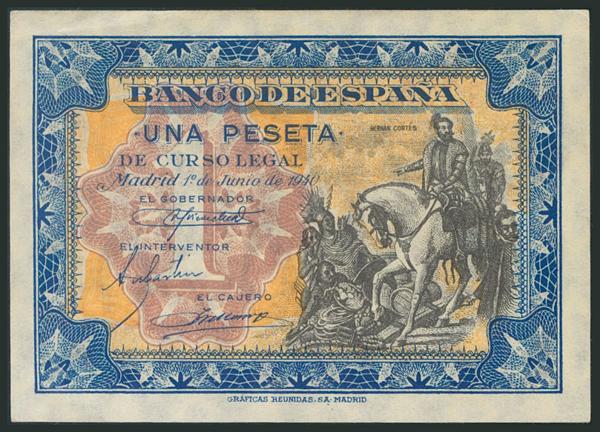 BANCO DE ESPAÑA
·UNA PESETA·
HERNAN CORTES
DE CURSO LEGAL
Madrid 1º de Junio de 1940
EL GOBERNADOR
EL INTERVENTOR
EL CAJERO
1
GRÁFICAS REUNIDAS, S.A. MADRID